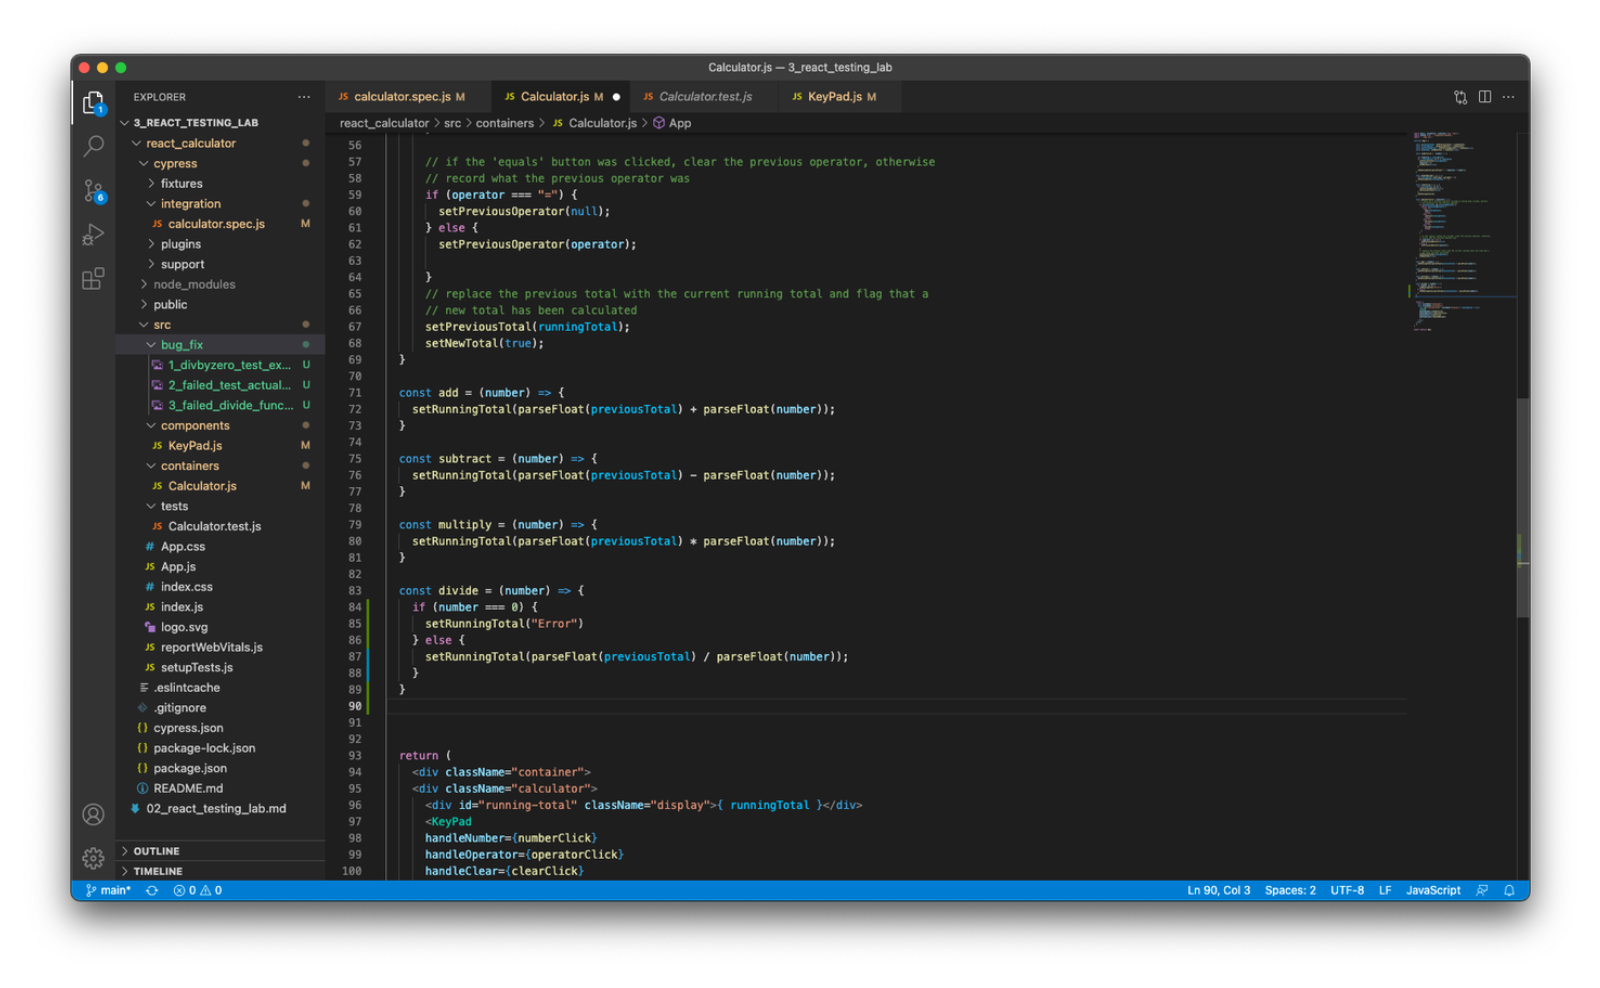 Calculator.js — 3_react_testing_lab
EXPLORER
calculator.spec.js M
Calculator.js M
Calculator.test.js
KeyPad.js M
react_calculator > src > containers > JS Calculator.js > App
3_REACT_TESTING_LAB
react_calculator
cypress
fixtures
integration
JS calculator.spec.js M
plugins
support
node_modules
public
src
bug_fix
1_divbyzero_test_ex... U
2_failed_test_actual... U
3_failed_divide_func... U
components
JS KeyPad.js M
containers
JS Calculator.js M
tests
JS Calculator.test.js
# App.css
JS App.js
# index.css
JS index.js
logo.svg
JS reportWebVitals.js
JS setupTests.js
.eslintcache
.gitignore
{} cypress.json
{} package-lock.json
{} package.json
README.md
02_react_testing_lab.md
OUTLINE
TIMELINE
1
6
56
57 // if the 'equals' button was clicked, clear the previous operator, otherwise
58 // record what the previous operator was
59 if (operator === "=") {
60 setPreviousOperator(null);
61 } else {
62 setPreviousOperator(operator);
63
64 }
65 // replace the previous total with the current running total and flag that a
66 // new total has been calculated
67 setPreviousTotal(runningTotal);
68 setNewTotal(true);
69 }
70
71 const add = (number) => {
72 setRunningTotal(parseFloat(previousTotal) + parseFloat(number));
73 }
74
75 const subtract = (number) => {
76 setRunningTotal(parseFloat(previousTotal) - parseFloat(number));
77 }
78
79 const multiply = (number) => {
80 setRunningTotal(parseFloat(previousTotal) * parseFloat(number));
81 }
82
83 const divide = (number) => {
84 if (number === 0) {
85 setRunningTotal("Error")
86 } else {
87 setRunningTotal(parseFloat(previousTotal) / parseFloat(number));
88 }
89 }
90
91
92
93 return (
94 <div className="container">
95 <div className="calculator">
96 <div id="running-total" className="display">{ runningTotal }</div>
97 <KeyPad
98 handleNumber={numberClick}
99 handleOperator={operatorClick}
100 handleClear={clearClick}
main* 0 0 Ln 90, Col 3 Spaces: 2 UTF-8 LF JavaScript